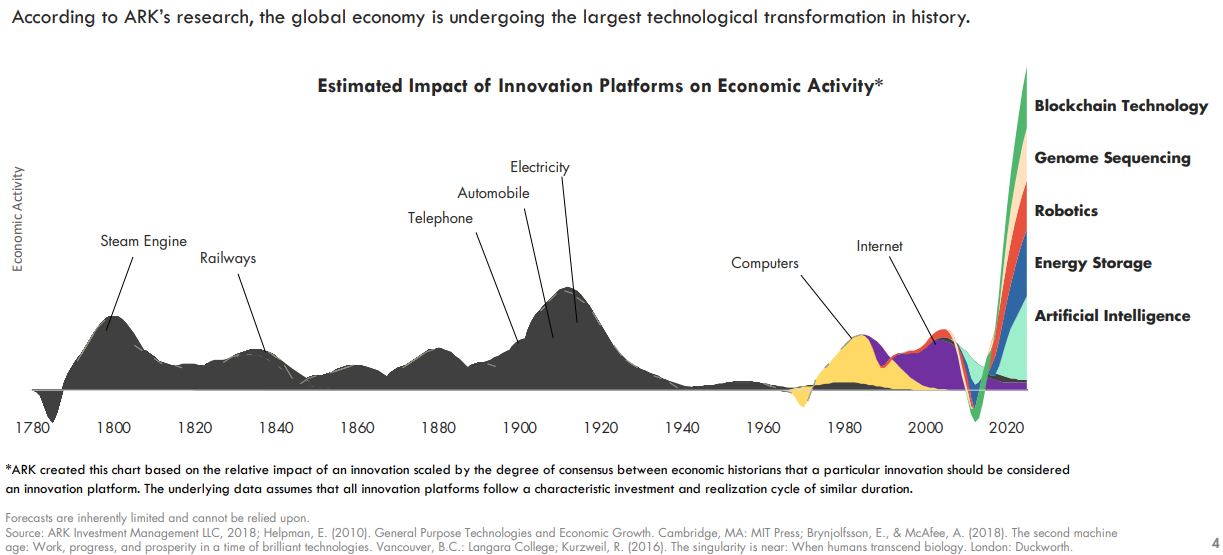 According to ARK's research, the global economy is undergoing the largest technological transformation in history.
Estimated Impact of Innovation Platforms on Economic Activity*
Blockchain Technology
Genome Sequencing
Robotics
Energy Storage
Artificial Intelligence
Economic Activity
Steam Engine
Railways
Telephone
Automobile
Electricity
Computers
Internet
1780 1800 1820 1840 1860 1880 1900 1920 1940 1960 1980 2000 2020
*ARK created this chart based on the relative impact of an innovation scaled by the degree of consensus between economic historians that a particular innovation should be considered
an innovation platform. The underlying data assumes that all innovation platforms follow a characteristic investment and realization cycle of similar duration.
Forecasts are inherently limited and cannot be relied upon.
Source: ARK Investment Management LLC, 2018; Helpman, E. (2010). General Purpose Technologies and Economic Growth. Cambridge, MA: MIT Press; Brynjolfsson, E., & McAfee, A. (2018). The second machine
age: Work, progress, and prosperity in a time of brilliant technologies. Vancouver, B.C.: Langara College; Kurzweil, R. (2016). The singularity is near: When humans transcend biology. London: Duckworth.
4